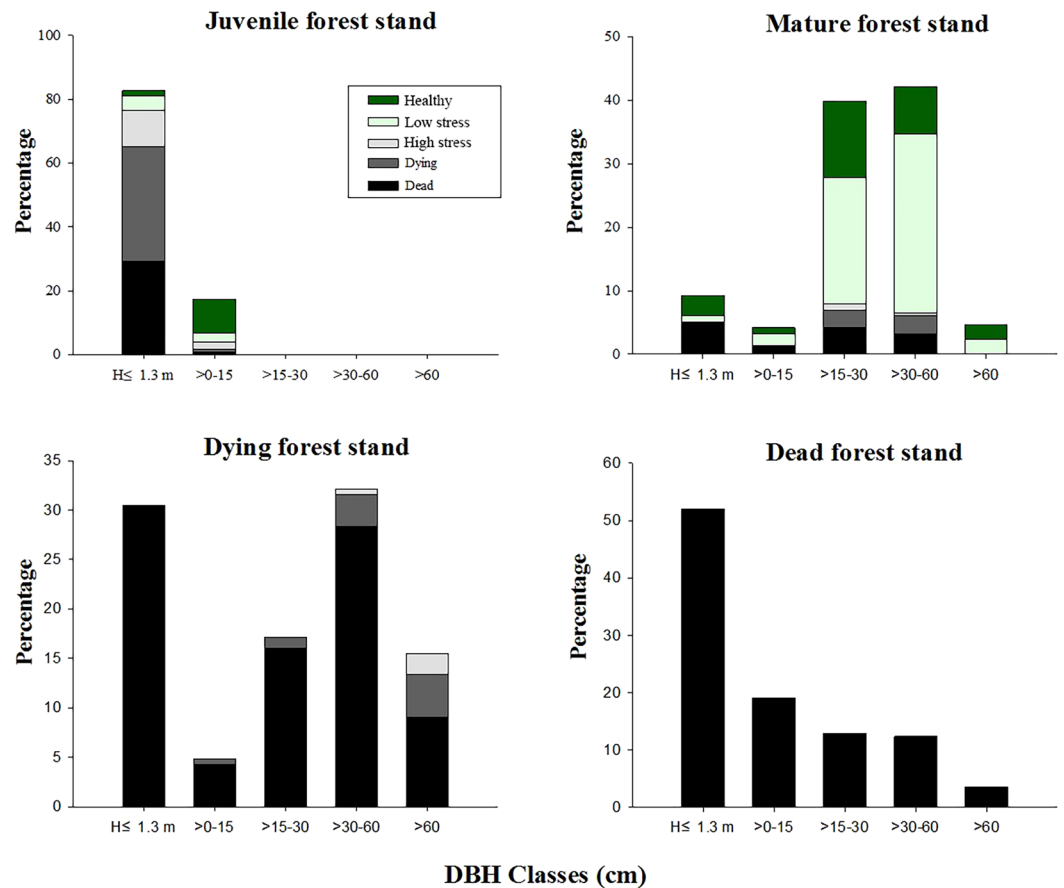 Juvenile forest stand
Percentage
100
80
60
40
20
0
H≤ 1.3 m >0-15 >15-30 >30-60 >60
Healthy
Low stress
High stress
Dying
Dead
Mature forest stand
Percentage
50
40
30
20
10
0
H≤ 1.3 m >0-15 >15-30 >30-60 >60
Dying forest stand
Percentage
35
30
25
20
15
10
5
0
H≤ 1.3 m >0-15 >15-30 >30-60 >60
Dead forest stand
Percentage
60
50
40
30
20
10
0
H≤ 1.3 m >0-15 >15-30 >30-60 >60
DBH Classes (cm)